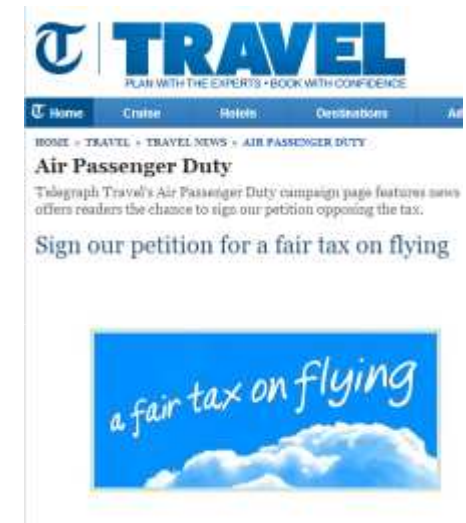 T TRAVEL
PLAN WITH THE EXPERTS • BOOK WITH CONFIDENCE
T Home Cruise Hotels Destinations Ad
HOME » TRAVEL » TRAVEL NEWS » AIR PASSENGER DUTY
Air Passenger Duty
Telegraph Travel's Air Passenger Duty campaign page features news
offers readers the chance to sign our petition opposing the tax.
Sign our petition for a fair tax on flying
a fair tax on flying